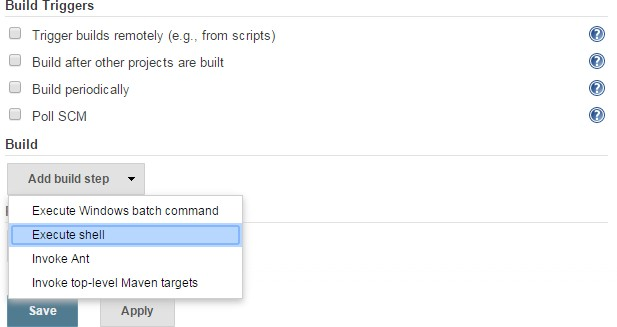 Build Triggers
Trigger builds remotely (e.g., from scripts)
Build after other projects are built
Build periodically
Poll SCM
Build
Add build step
Execute Windows batch command
Execute shell
Invoke Ant
Invoke top-level Maven targets
Save Apply